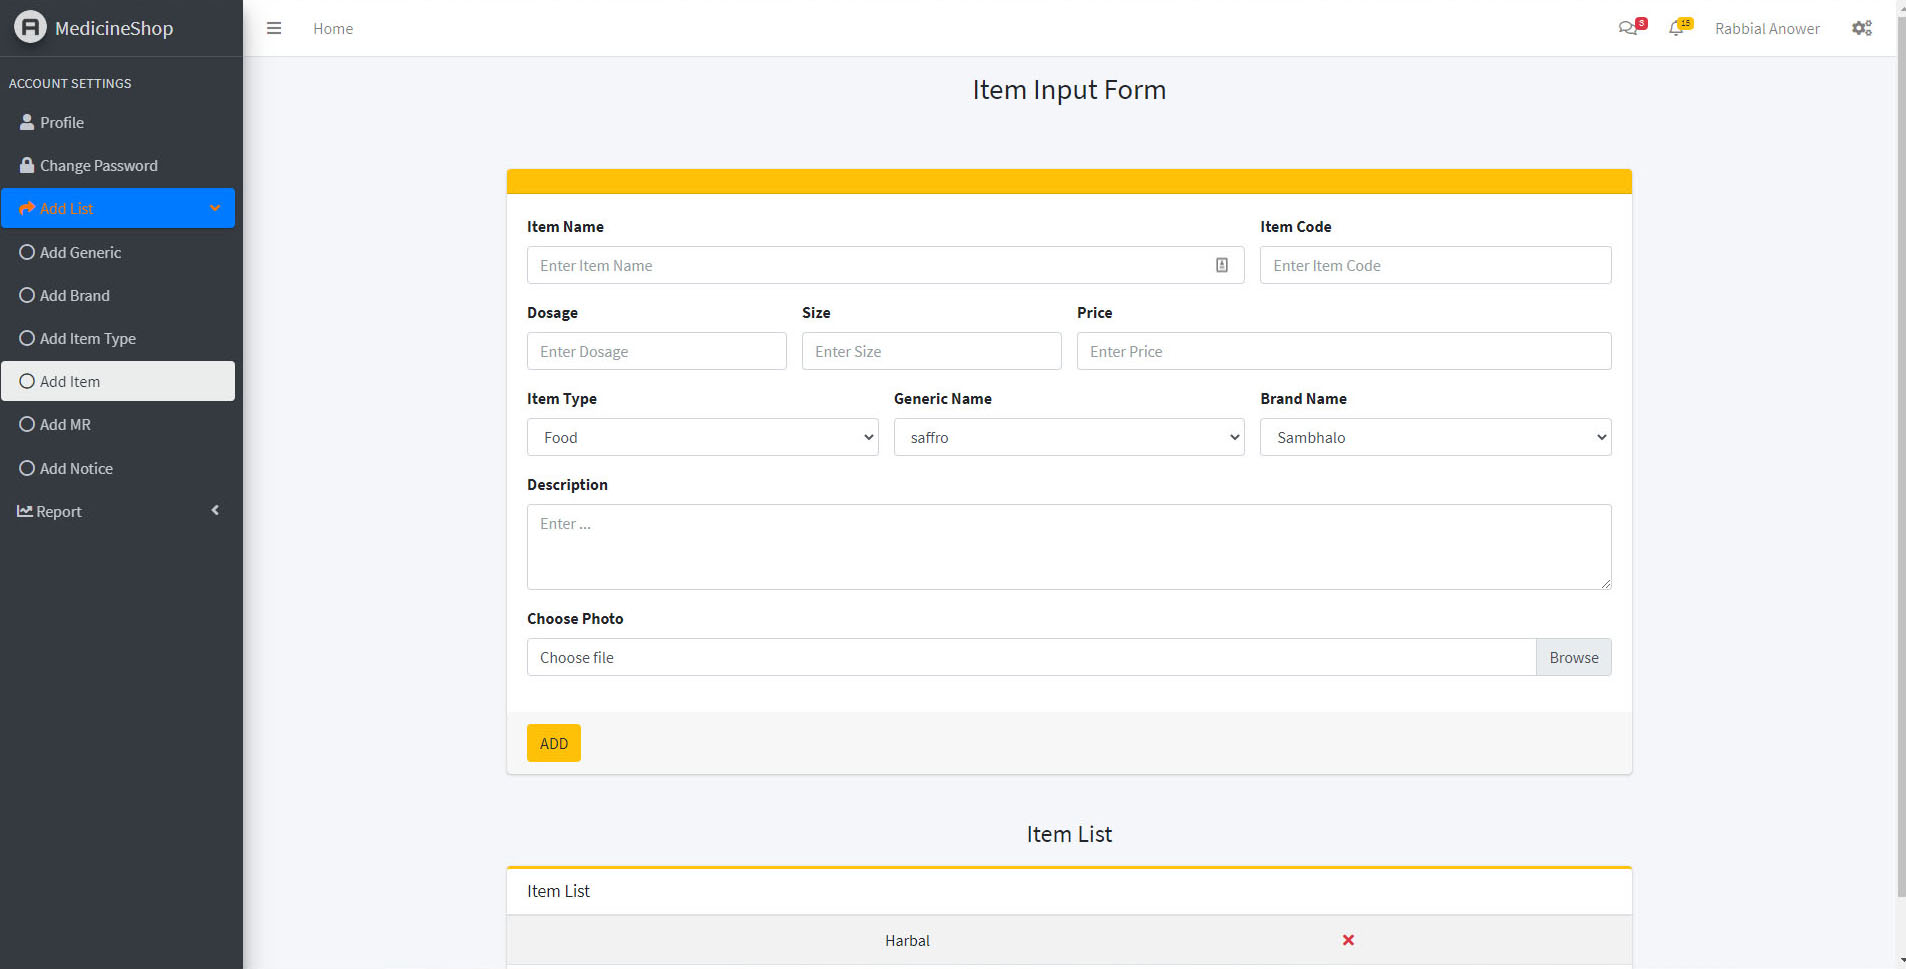 MedicineShop
Home
3
15
Rabbial Anower
ACCOUNT SETTINGS
Profile
Change Password
Add List
Add Generic
Add Brand
Add Item Type
Add Item
Add MR
Add Notice
Report
Item Input Form
Item Name
Item Code
Enter Item Name
Enter Item Code
Dosage
Size
Price
Enter Dosage
Enter Size
Enter Price
Item Type
Generic Name
Brand Name
Food
saffro
Sambhalo
Description
Enter ...
Choose Photo
Choose file
Browse
ADD
Item List
Item List
Harbal